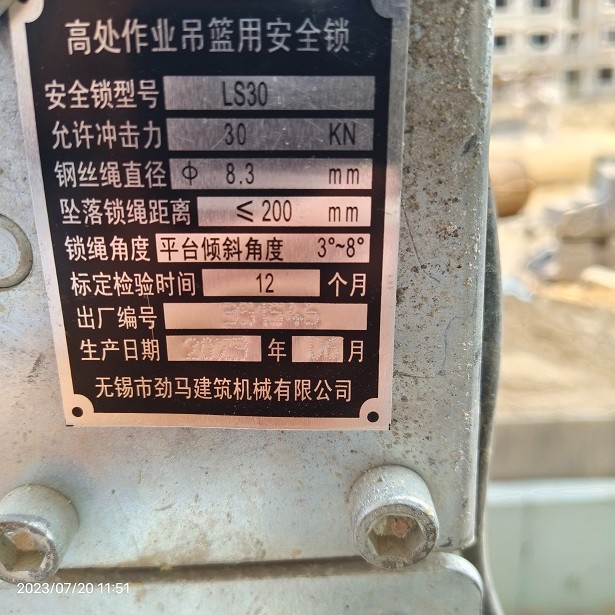 高处作业吊篮用安全锁
安全锁型号 LS30
允许冲击力 30 KN
钢丝绳直径 Φ 8.3 mm
坠落锁绳距离 ≤200 mm
锁绳角度 平台倾斜角度 3°~8°
标定检验时间 12 个月
出厂编号
生产日期 年 月
无锡市劲马建筑机械有限公司
2023/07/20 11:51